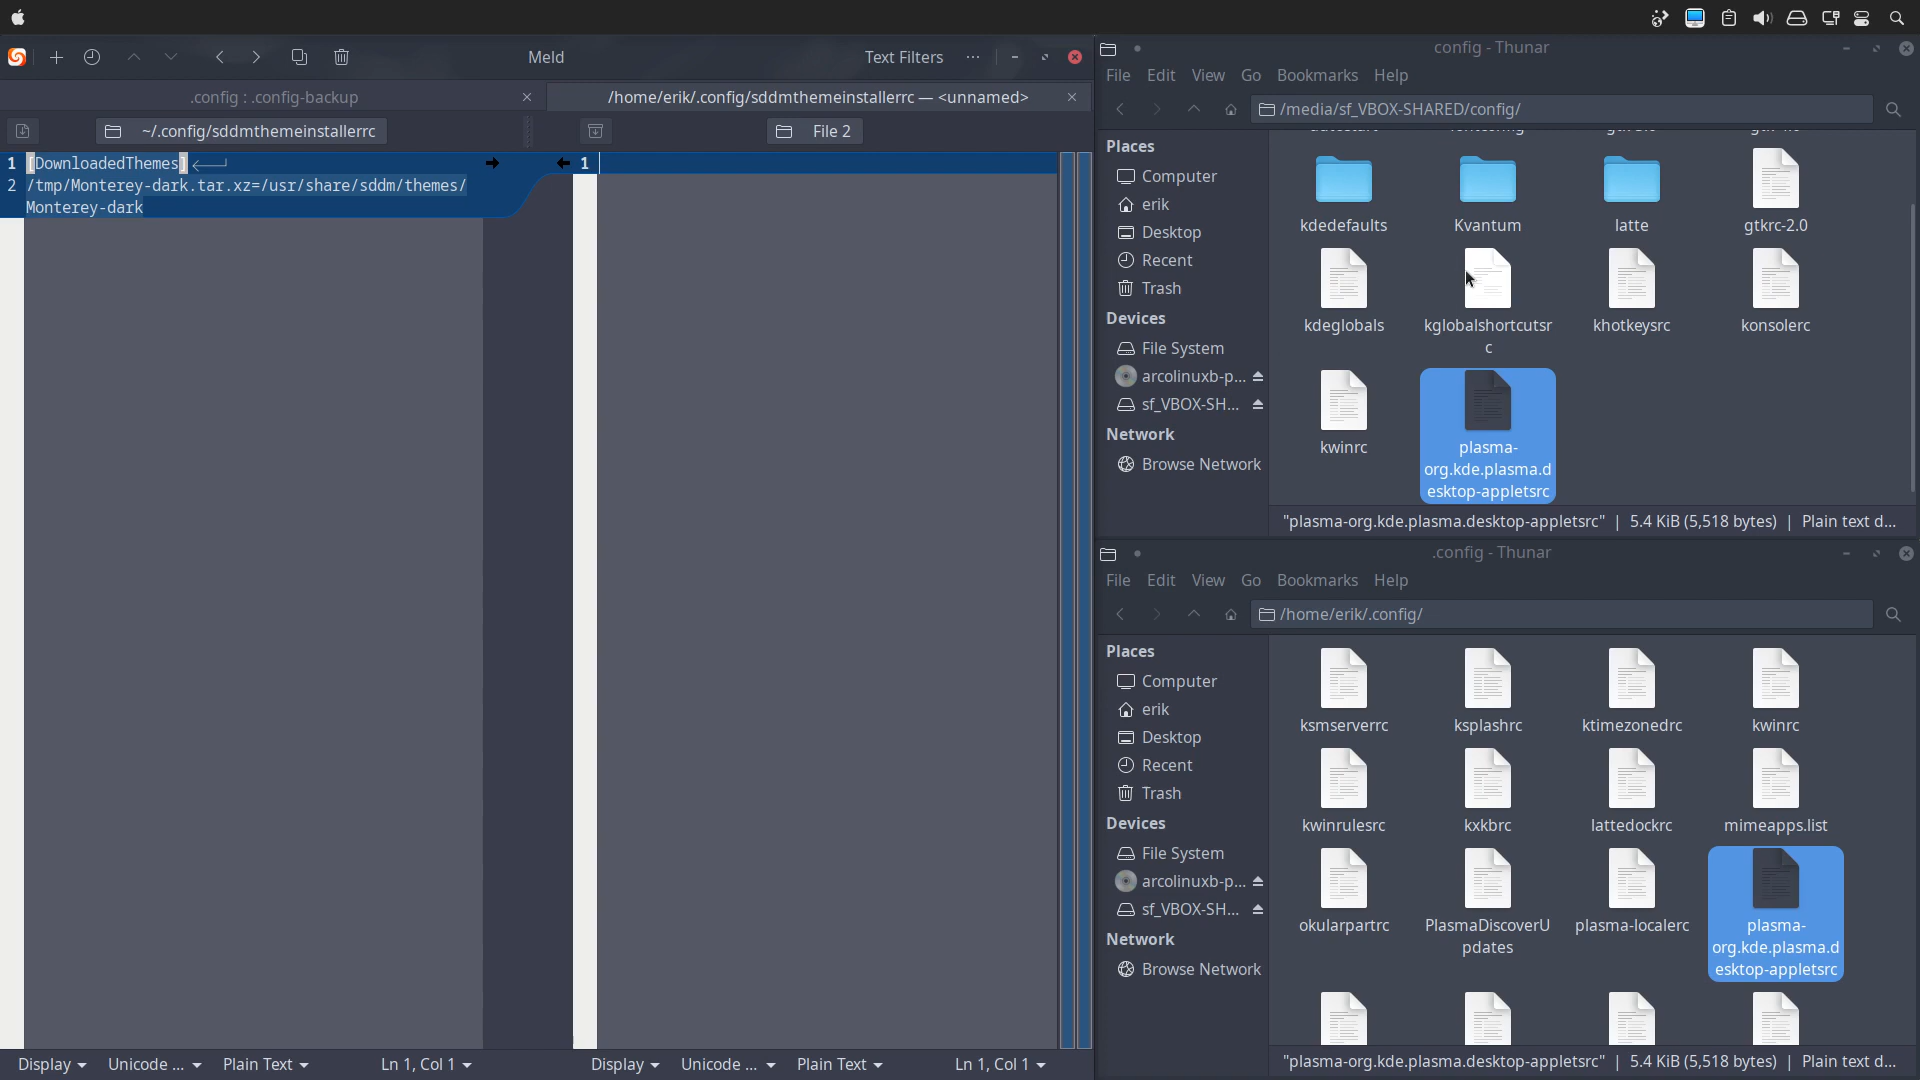 Meld
Text Filters
.config : .config-backup
/home/erik/.config/sddmthemeinstallerrc — <unnamed>
~/.config/sddmthemeinstallerrc
File 2
1 [DownloadedThemes]
2 /tmp/Monterey-dark.tar.xz=/usr/share/sddm/themes/
Monterey-dark
1
Display
Unicode ...
Plain Text
Ln 1, Col 1
Display
Unicode ...
Plain Text
Ln 1, Col 1
config - Thunar
File Edit View Go Bookmarks Help
/media/sf_VBOX-SHARED/config/
Places
Computer
erik
Desktop
Recent
Trash
Devices
File System
arcolinuxb-p...
sf_VBOX-SH...
Network
Browse Network
kdedefaults
Kvantum
latte
gtkrc-2.0
kdeglobals
kglobalshortcutsr
c
khotkeysrc
konsolerc
kwinrc
plasma-
org.kde.plasma.d
esktop-appletsrc
"plasma-org.kde.plasma.desktop-appletsrc" | 5.4 KiB (5,518 bytes) | Plain text d...
.config - Thunar
File Edit View Go Bookmarks Help
/home/erik/.config/
Places
Computer
erik
Desktop
Recent
Trash
Devices
File System
arcolinuxb-p...
sf_VBOX-SH...
Network
Browse Network
ksmserverrc
ksplashrc
ktimezonedrc
kwinrc
kwinrulesrc
kxkbrc
lattedockrc
mimeapps.list
okularpartrc
PlasmaDiscoverU
pdates
plasma-localerc
plasma-
org.kde.plasma.d
esktop-appletsrc
"plasma-org.kde.plasma.desktop-appletsrc" | 5.4 KiB (5,518 bytes) | Plain text d...